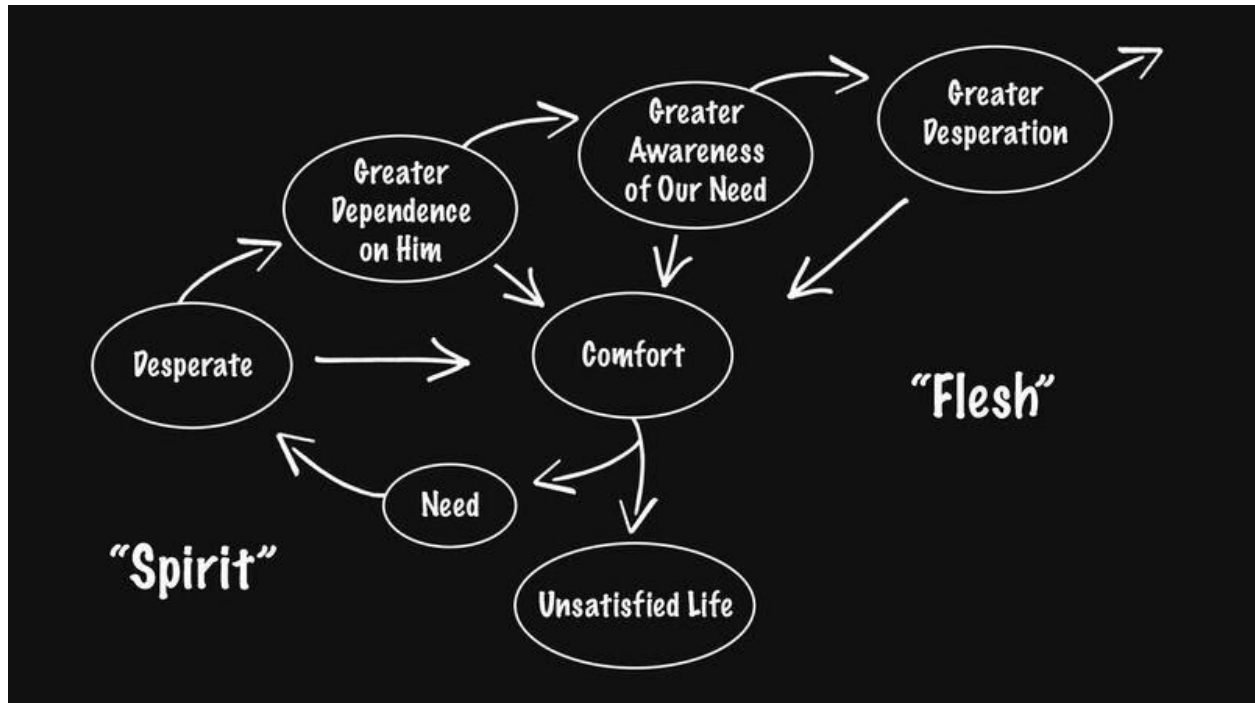 Greater
Desperation
Greater
Awareness
of Our Need
Greater
Dependence
on Him
Desperate
Comfort
“Flesh”
Need
“Spirit”
Unsatisfied Life